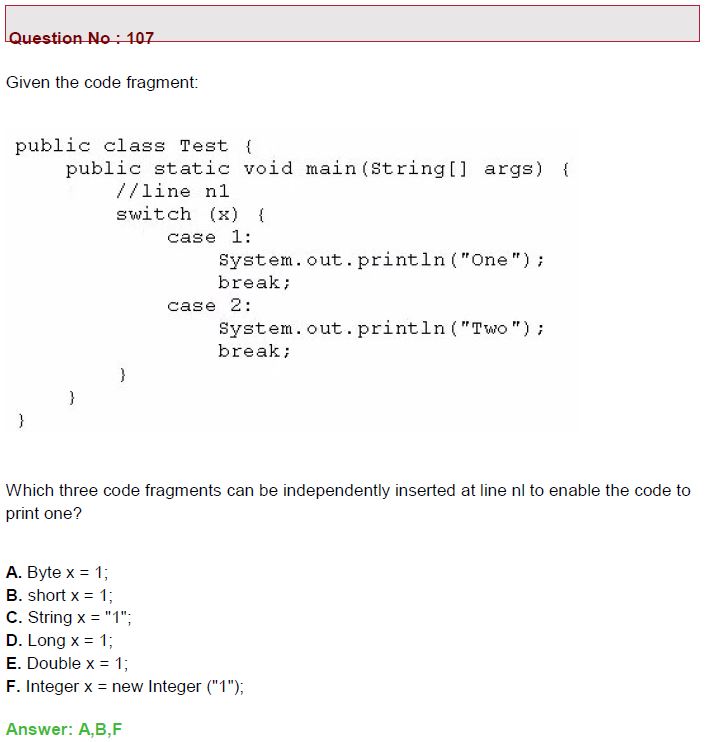 Question No : 107
Given the code fragment:
public class Test {
    public static void main(String[] args) {
        //line n1
        switch (x) {
            case 1:
                System.out.println("One");
                break;
            case 2:
                System.out.println("Two");
                break;
        }
    }
}
Which three code fragments can be independently inserted at line nl to enable the code to
print one?
A. Byte x = 1;
B. short x = 1;
C. String x = "1";
D. Long x = 1;
E. Double x = 1;
F. Integer x = new Integer ("1");
Answer: A,B,F